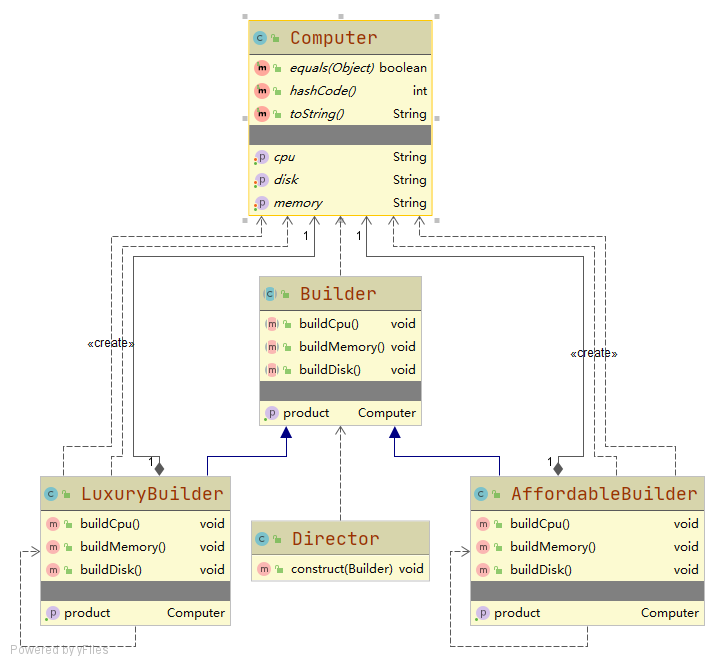 Computer
equals(Object) boolean
hashCode() int
toString() String
cpu String
disk String
memory String
1 1
Builder
buildCpu() void
buildMemory() void
buildDisk() void
product Computer
«create»
«create»
1 1
LuxuryBuilder
buildCpu() void
buildMemory() void
buildDisk() void
product Computer
Director
construct(Builder) void
AffordableBuilder
buildCpu() void
buildMemory() void
buildDisk() void
product Computer
Powered by yFiles